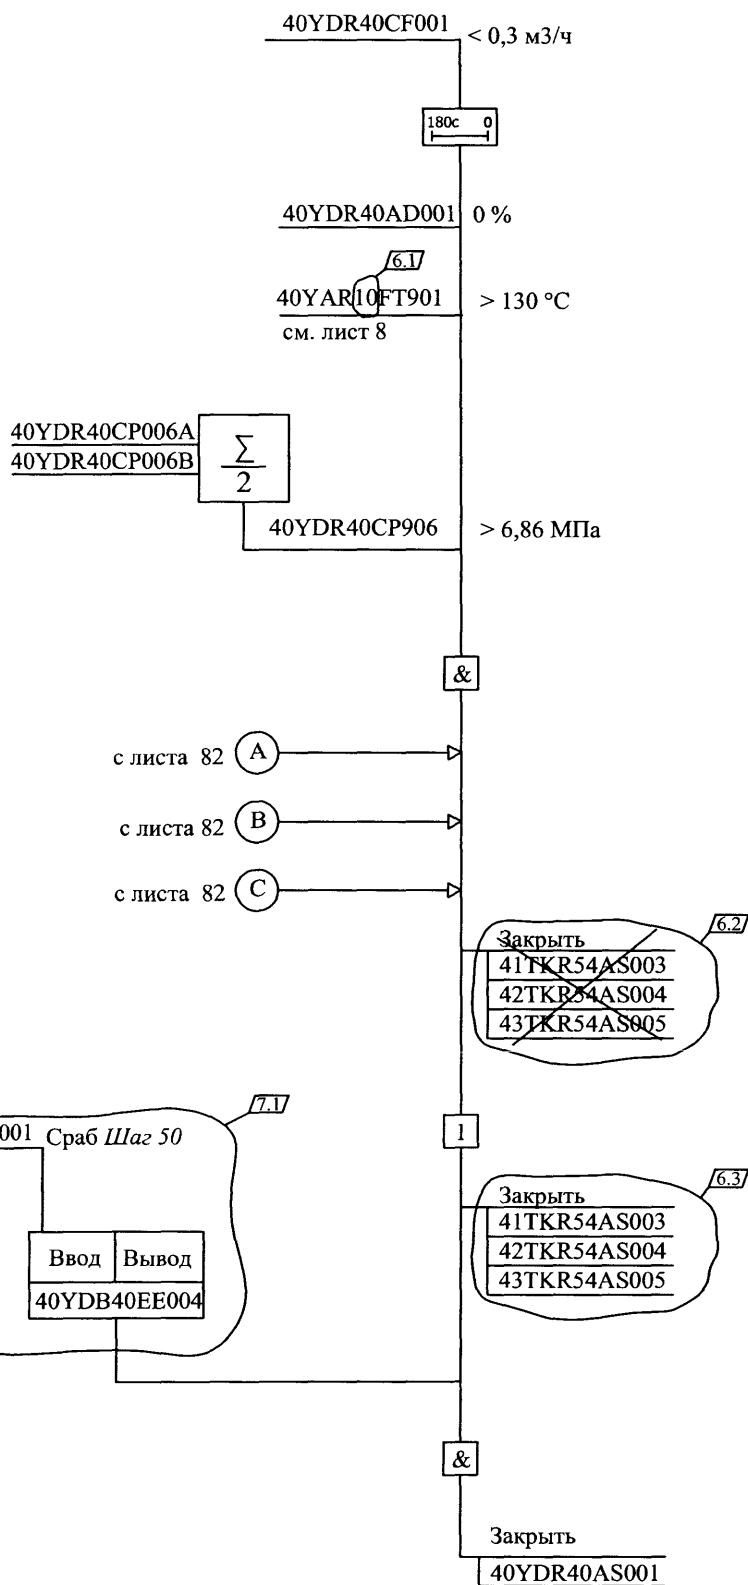 40YDR40CF001 < 0,3 м3/ч
180с 0
40YDR40AD001 0 %
6.1
40YAR10FT901 > 130 °C
см. лист 8
40YDR40CP006A
40YDR40CP006B
∑
2
40YDR40CP906 > 6,86 МПа
&
с листа 82 A
с листа 82 B
с листа 82 C
6.2
Закрыть
41TKR54AS003
42TKR54AS004
43TKR54AS005
7.1
001 Сраб Шаг 50
1
6.3
Закрыть
41TKR54AS003
42TKR54AS004
43TKR54AS005
Ввод Вывод
40YDB40EE004
&
Закрыть
40YDR40AS001